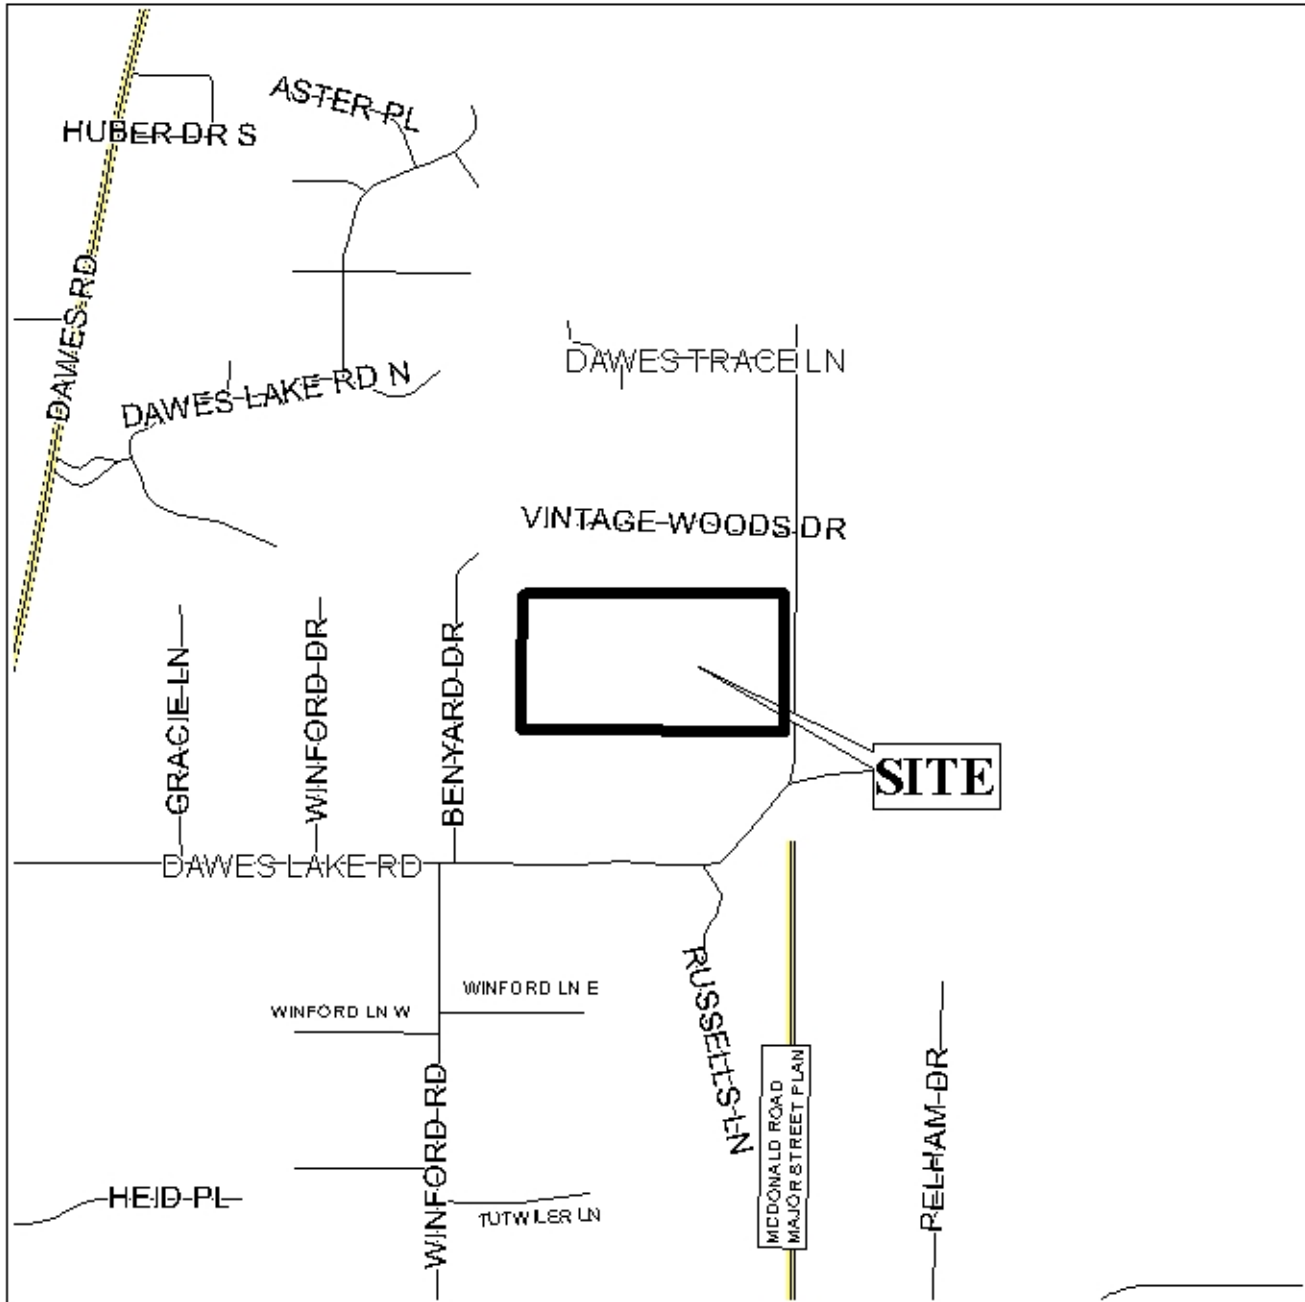 ASTER PL
HUBER DR S
DAWES RD
DAWES TRACE LN
DAWES LAKE RD N
VINTAGE WOODS DR
GRACIE LN
WINFORD DR
BENYARD DR
SITE
DAWES LAKE RD
WINFORD LN E
WINFORD LN W
RUSSELLS LN
MCDONALD ROAD
MAJOR STREET PLAN
PELHAM DR
WINFORD RD
HEID PL
TUTWILER LN